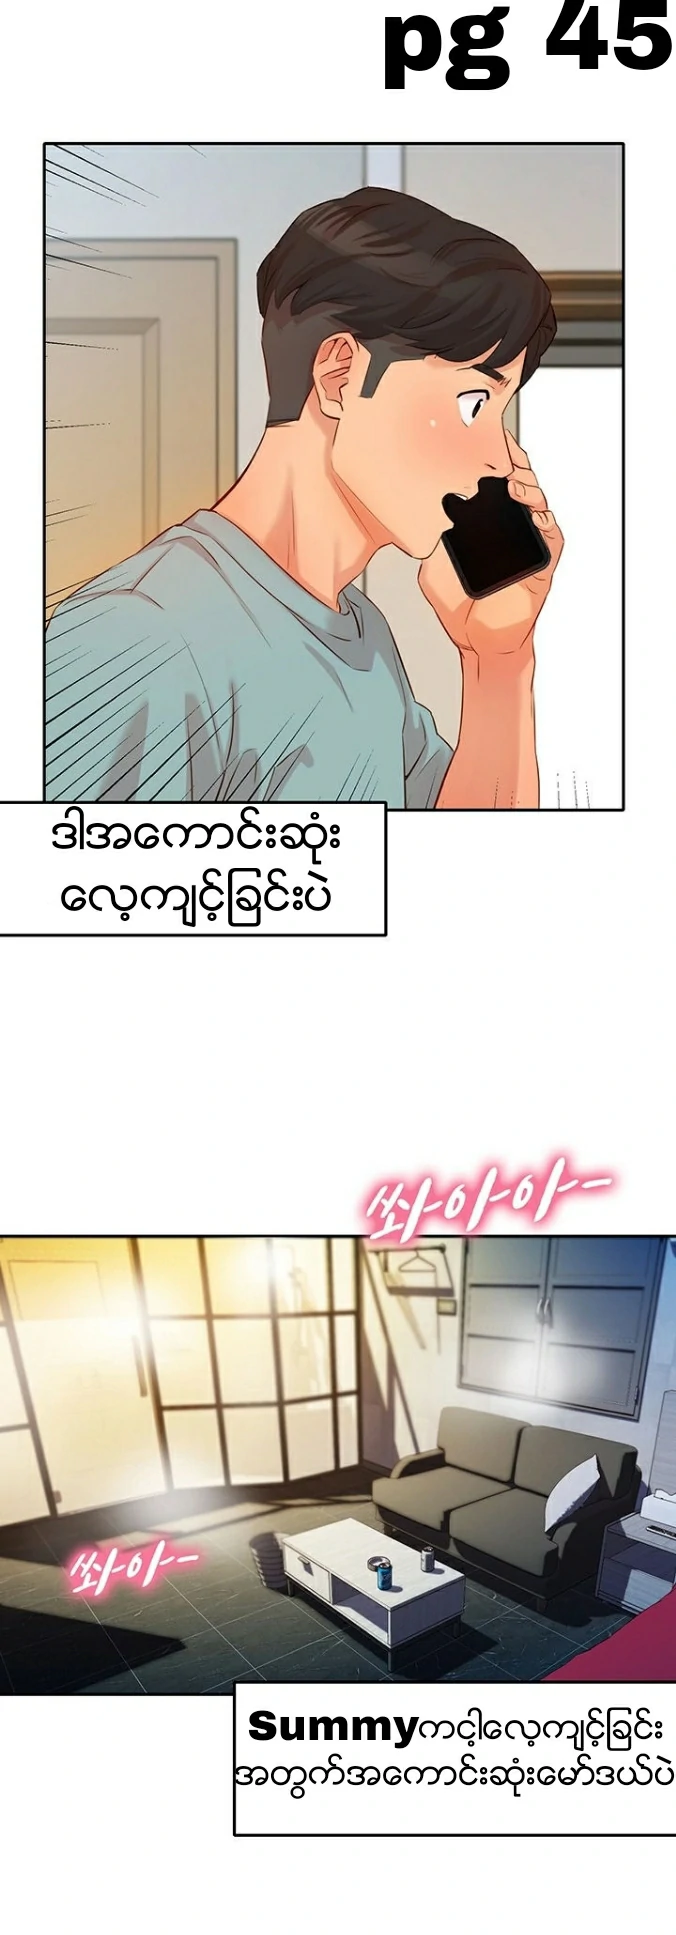 pg 45
ဒါအကောင်းဆုံး
လေ့ကျင့်ခြင်းပဲ
쏴아아-
쏴아-
Summyကငါ့လေ့ကျင့်ခြင်း
အတွက်အကောင်းဆုံးမော်ဒယ်ပဲ